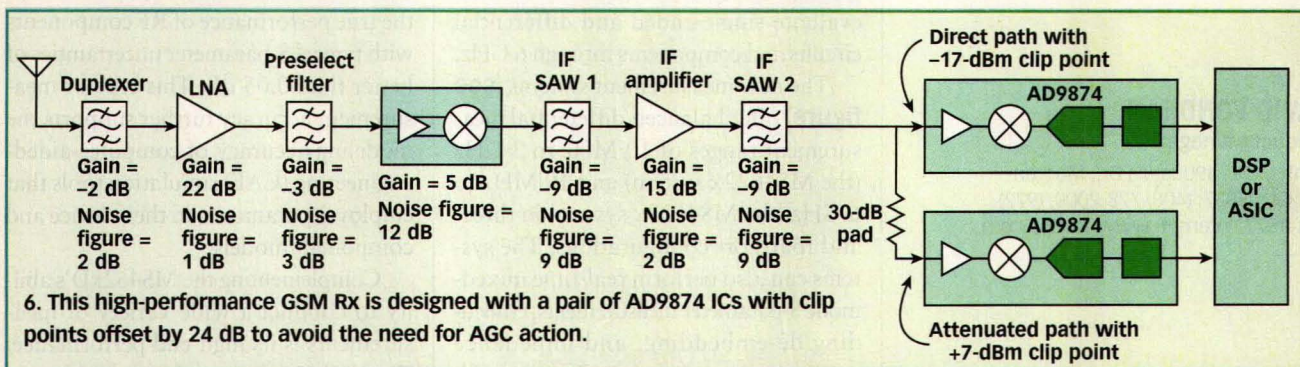 Duplexer
Gain =
–2 dB
Noise
figure =
2 dB
LNA
Gain =
22 dB
Noise
figure =
1 dB
Preselect
filter
Gain =
–3 dB
Noise
figure =
3 dB
Gain = 5 dB
Noise figure =
12 dB
IF
SAW 1
Gain =
–9 dB
Noise
figure =
9 dB
IF
amplifier
Gain =
15 dB
Noise
figure =
2 dB
IF
SAW 2
Gain =
–9 dB
Noise
figure =
9 dB
Direct path with
–17-dBm clip point
AD9874
30-dB
pad
AD9874
Attenuated path with
+7-dBm clip point
DSP
or
ASIC
6. This high-performance GSM Rx is designed with a pair of AD9874 ICs with clip
points offset by 24 dB to avoid the need for AGC action.